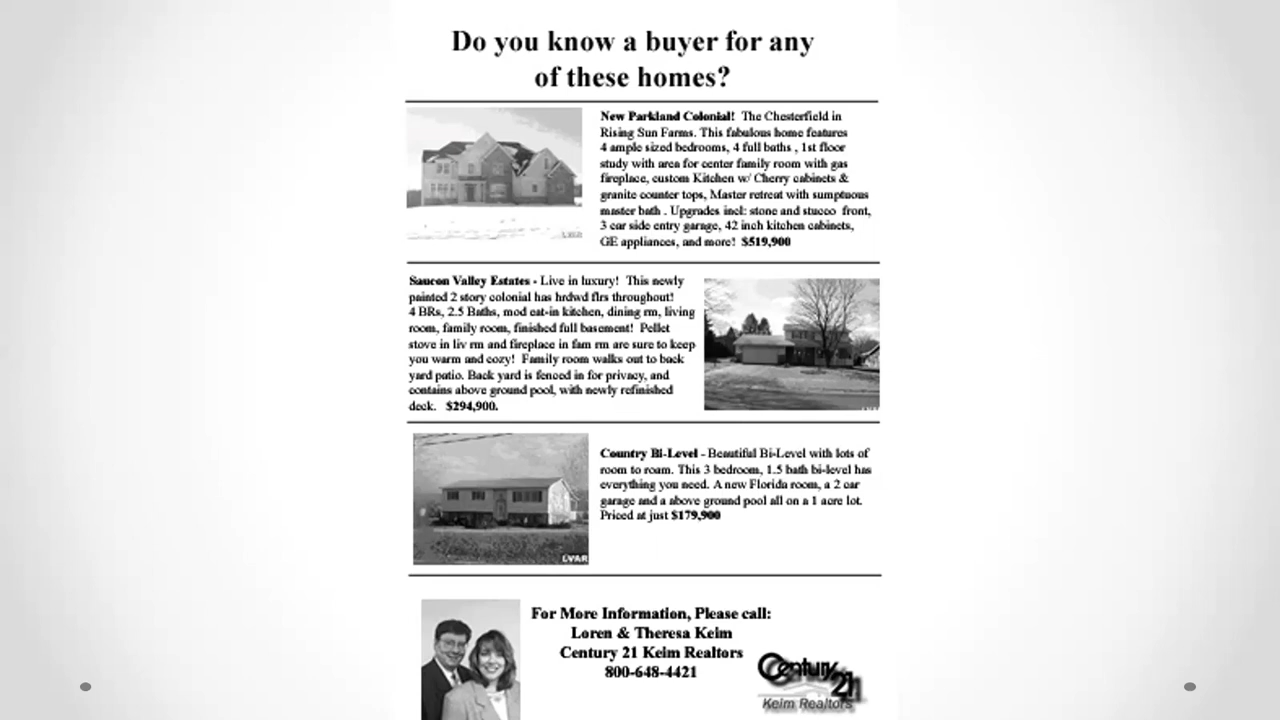 Do you know a buyer for any
of these homes?
New Parkland Colonial! The Chesterfield in
Rising Sun Farms. This fabulous home features
4 ample sized bedrooms, 4 full baths , 1st floor
study with area for center family room with gas
fireplace, custom Kitchen w/ Cherry cabinets &
granite counter tops, Master retreat with sumptuous
master bath . Upgrades incl: stone and stucco front,
3 car side entry garage, 42 inch kitchen cabinets,
GE appliances, and more! $519,900
LVAR
Saucon Valley Estates - Live in luxury! This newly
painted 2 story colonial has hrdwd flrs throughout!
4 BRs, 2.5 Baths, mod eat-in kitchen, dining rm, living
room, family room, finished full basement! Pellet
stove in liv rm and fireplace in fam rm are sure to keep
you warm and cozy! Family room walks out to back
yard patio. Back yard is fenced in for privacy, and
contains above ground pool, with newly refinished
deck. $294,900.
Country Bi-Level - Beautiful Bi-Level with lots of
room to roam. This 3 bedroom, 1.5 bath bi-level has
everything you need. A new Florida room, a 2 car
garage and a above ground pool all on a 1 acre lot.
Priced at just $179,900
LVAR
For More Information, Please call:
Loren & Theresa Keim
Century 21 Keim Realtors
800-648-4421
Century
21
Keim Realtors